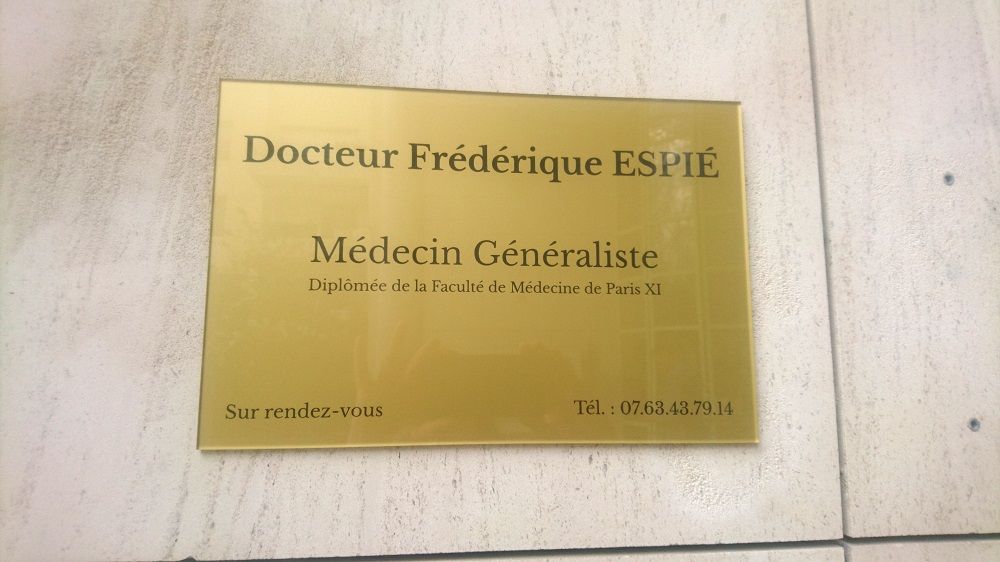 Docteur Frédérique ESPIÉ
Médecin Généraliste
Diplômée de la Faculté de Médecine de Paris XI
Sur rendez-vous
Tél. : 07.63.43.79.14